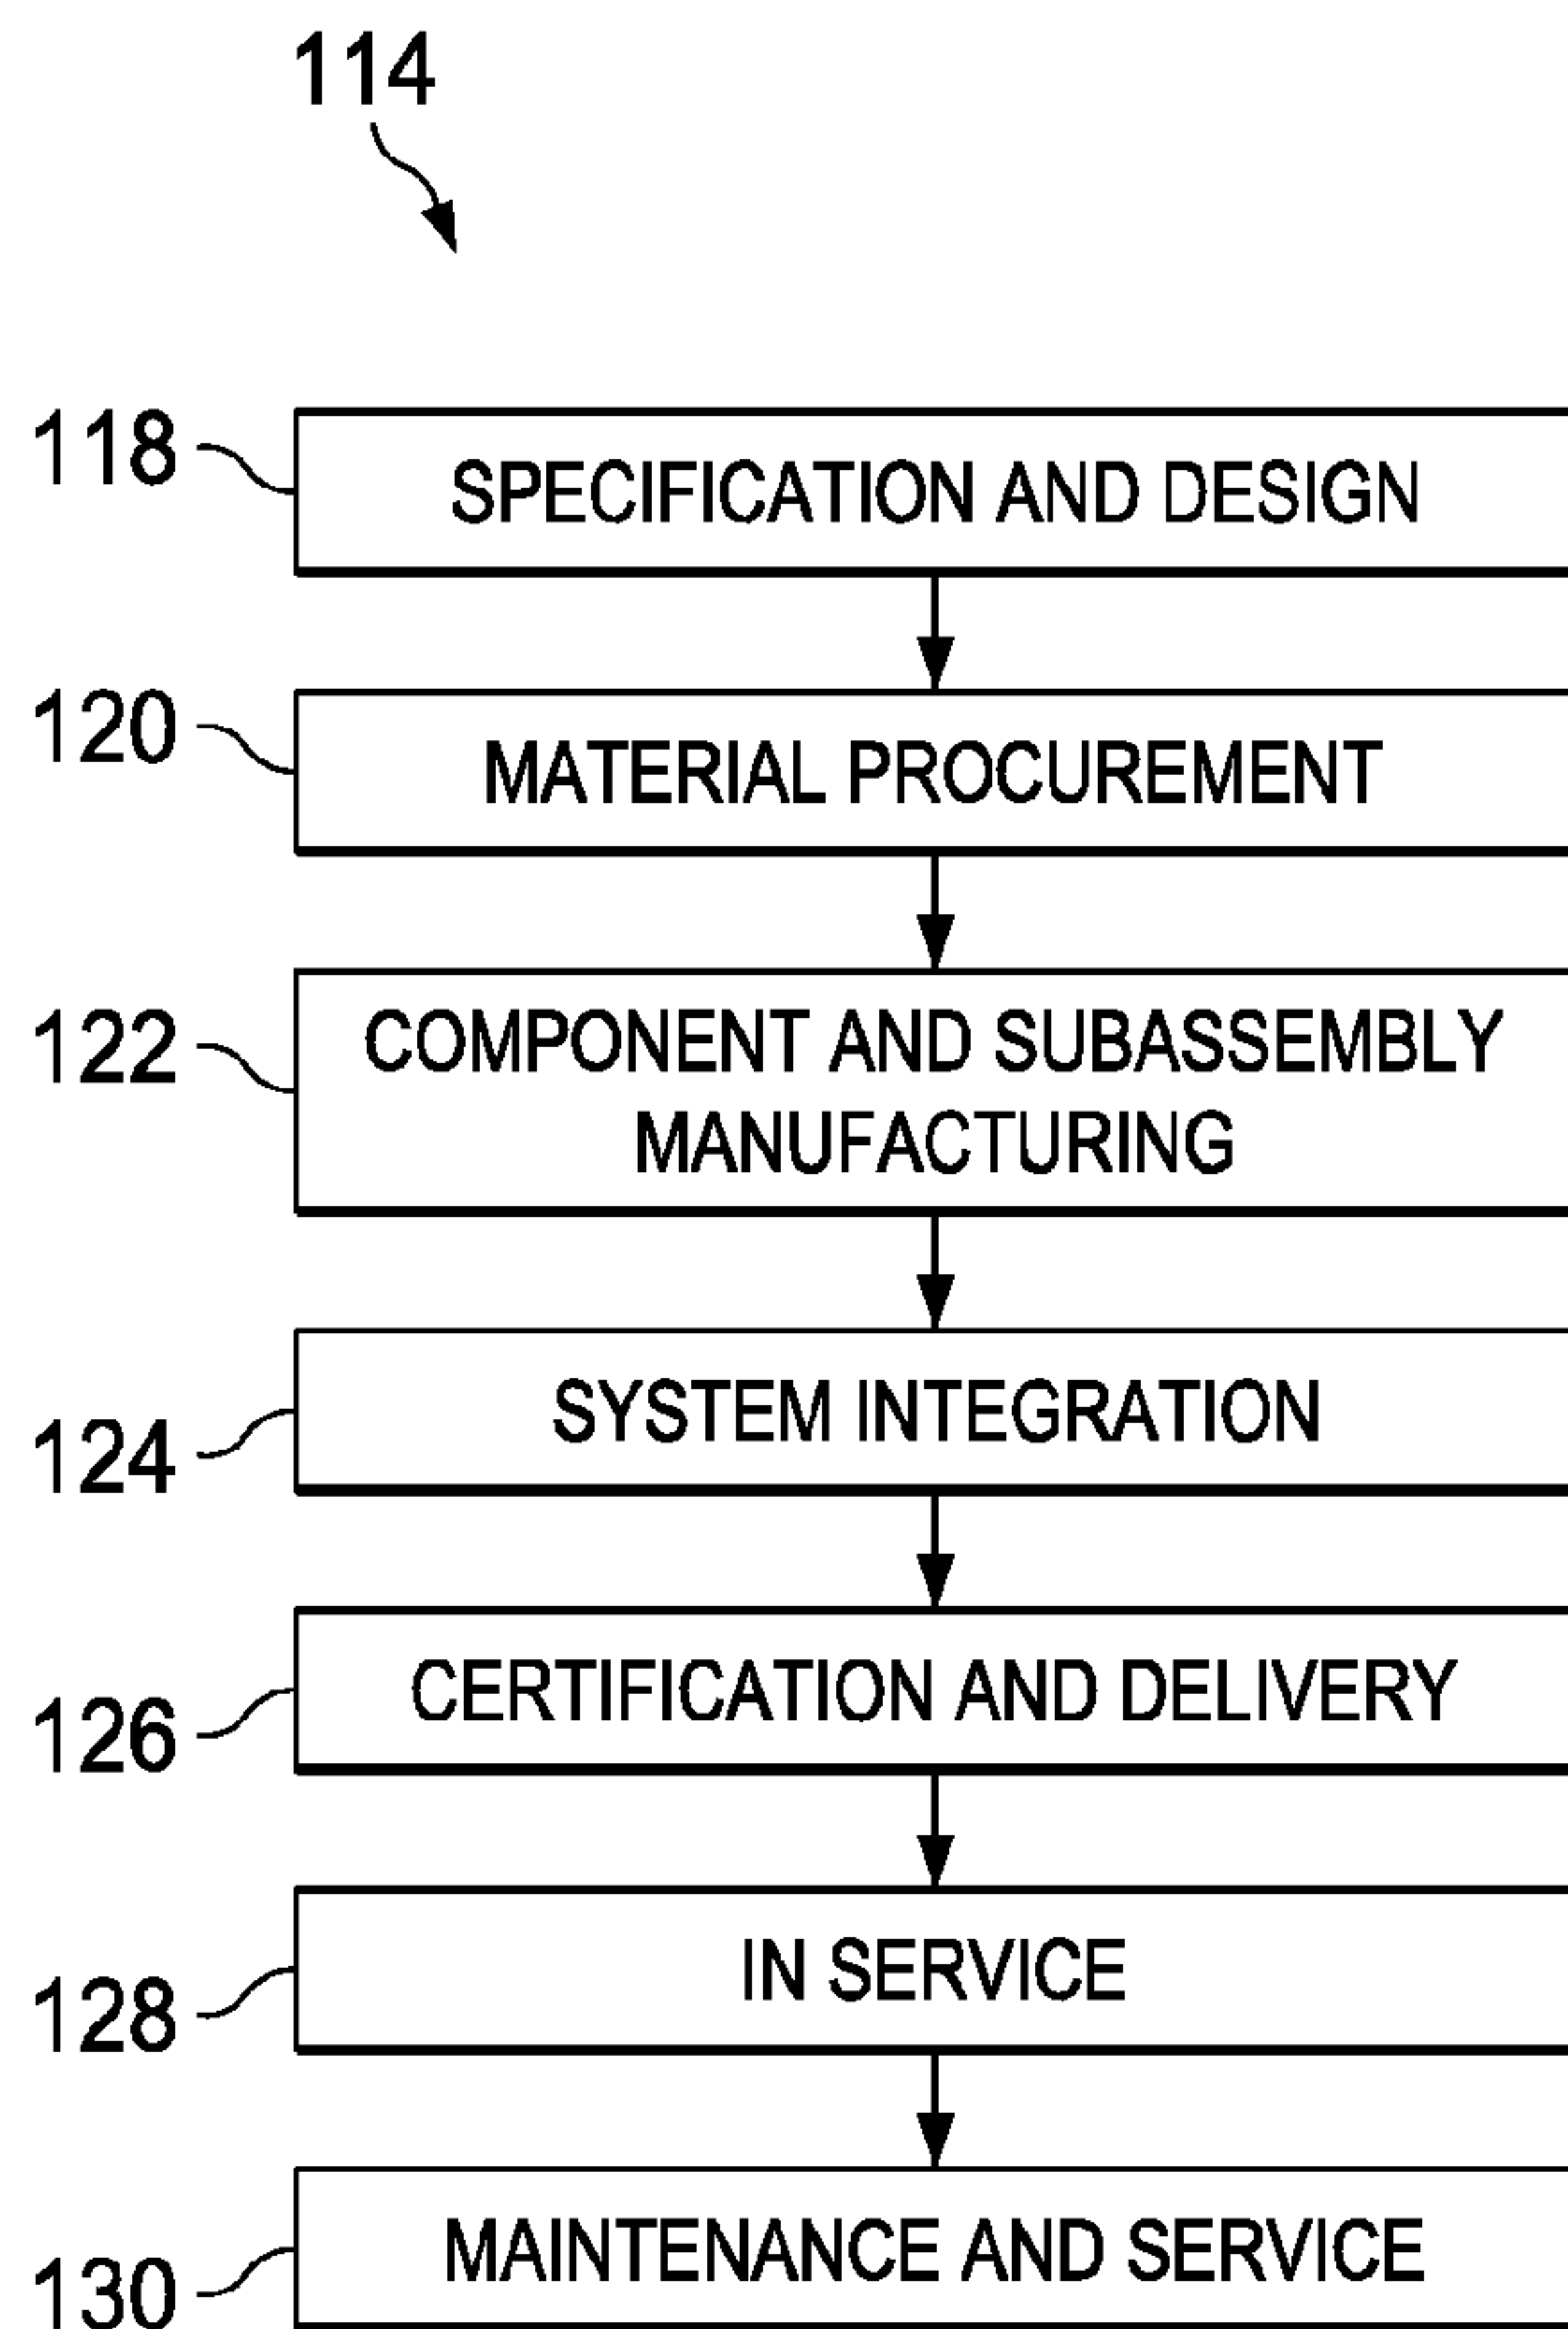 114
118
SPECIFICATION AND DESIGN
120
MATERIAL PROCUREMENT
122
COMPONENT AND SUBASSEMBLY
MANUFACTURING
124
SYSTEM INTEGRATION
126
CERTIFICATION AND DELIVERY
128
IN SERVICE
130
MAINTENANCE AND SERVICE